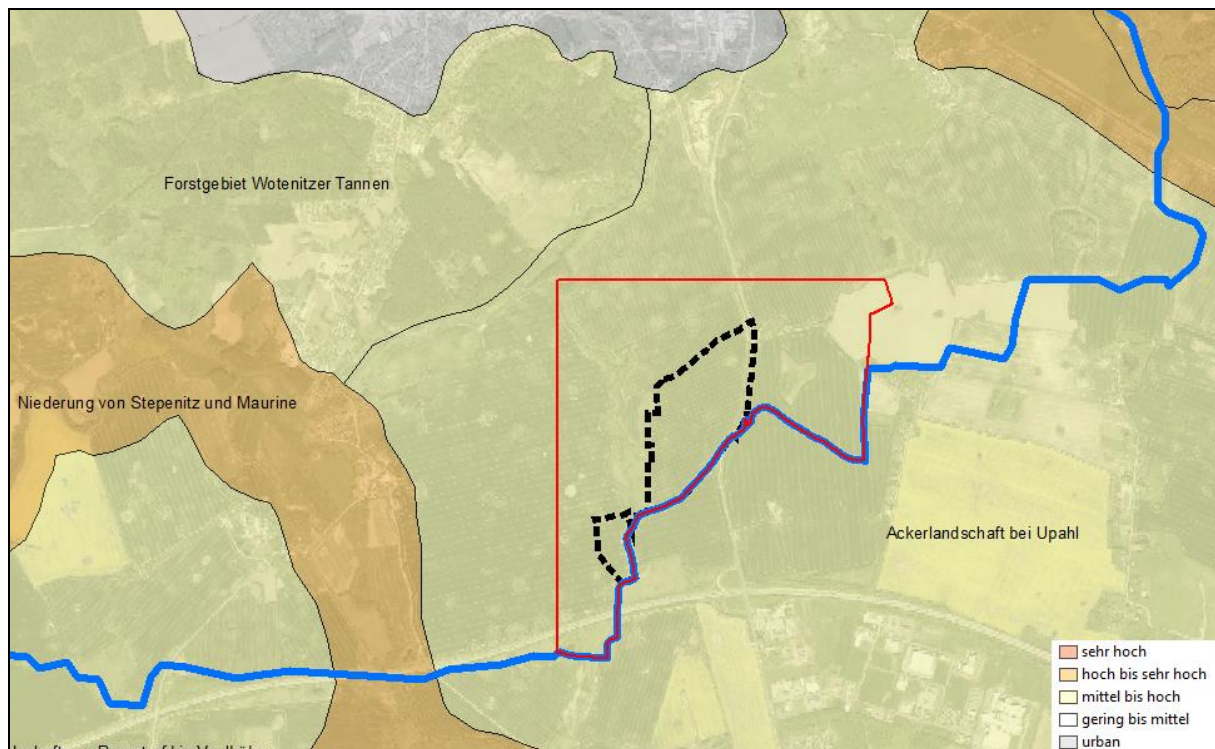 Forstgebiet Wotenitzer Tannen
Niederung von Stepenitz und Maurine
Ackerlandschaft bei Upahl
sehr hoch
hoch bis sehr hoch
mittel bis hoch
gering bis mittel
urban